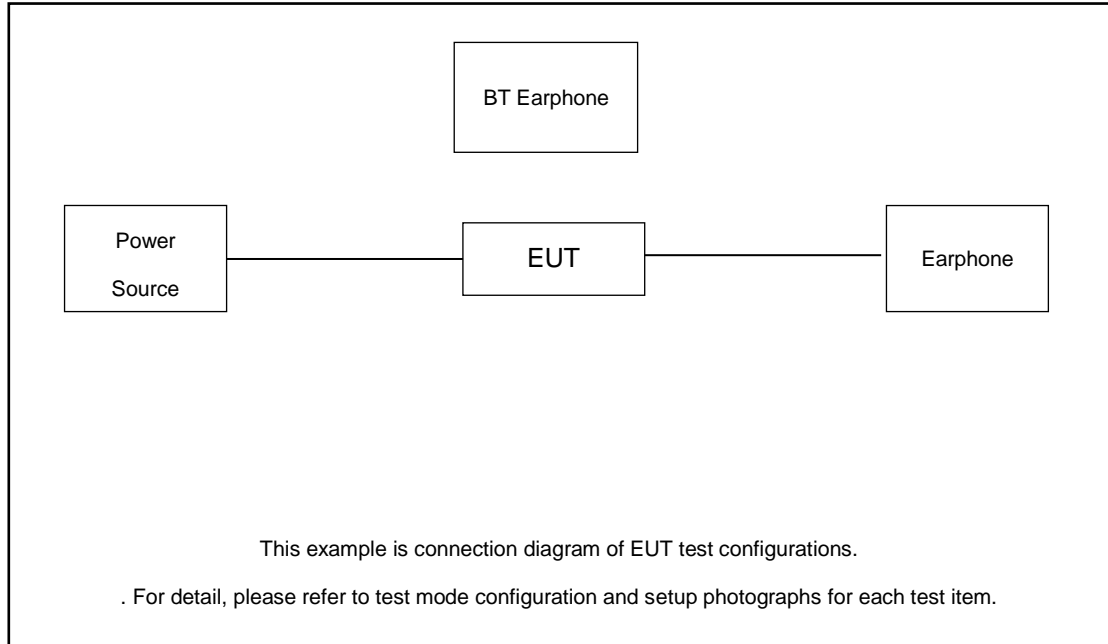 BT Earphone
Power
Source
EUT
Earphone
This example is connection diagram of EUT test configurations.
. For detail, please refer to test mode configuration and setup photographs for each test item.